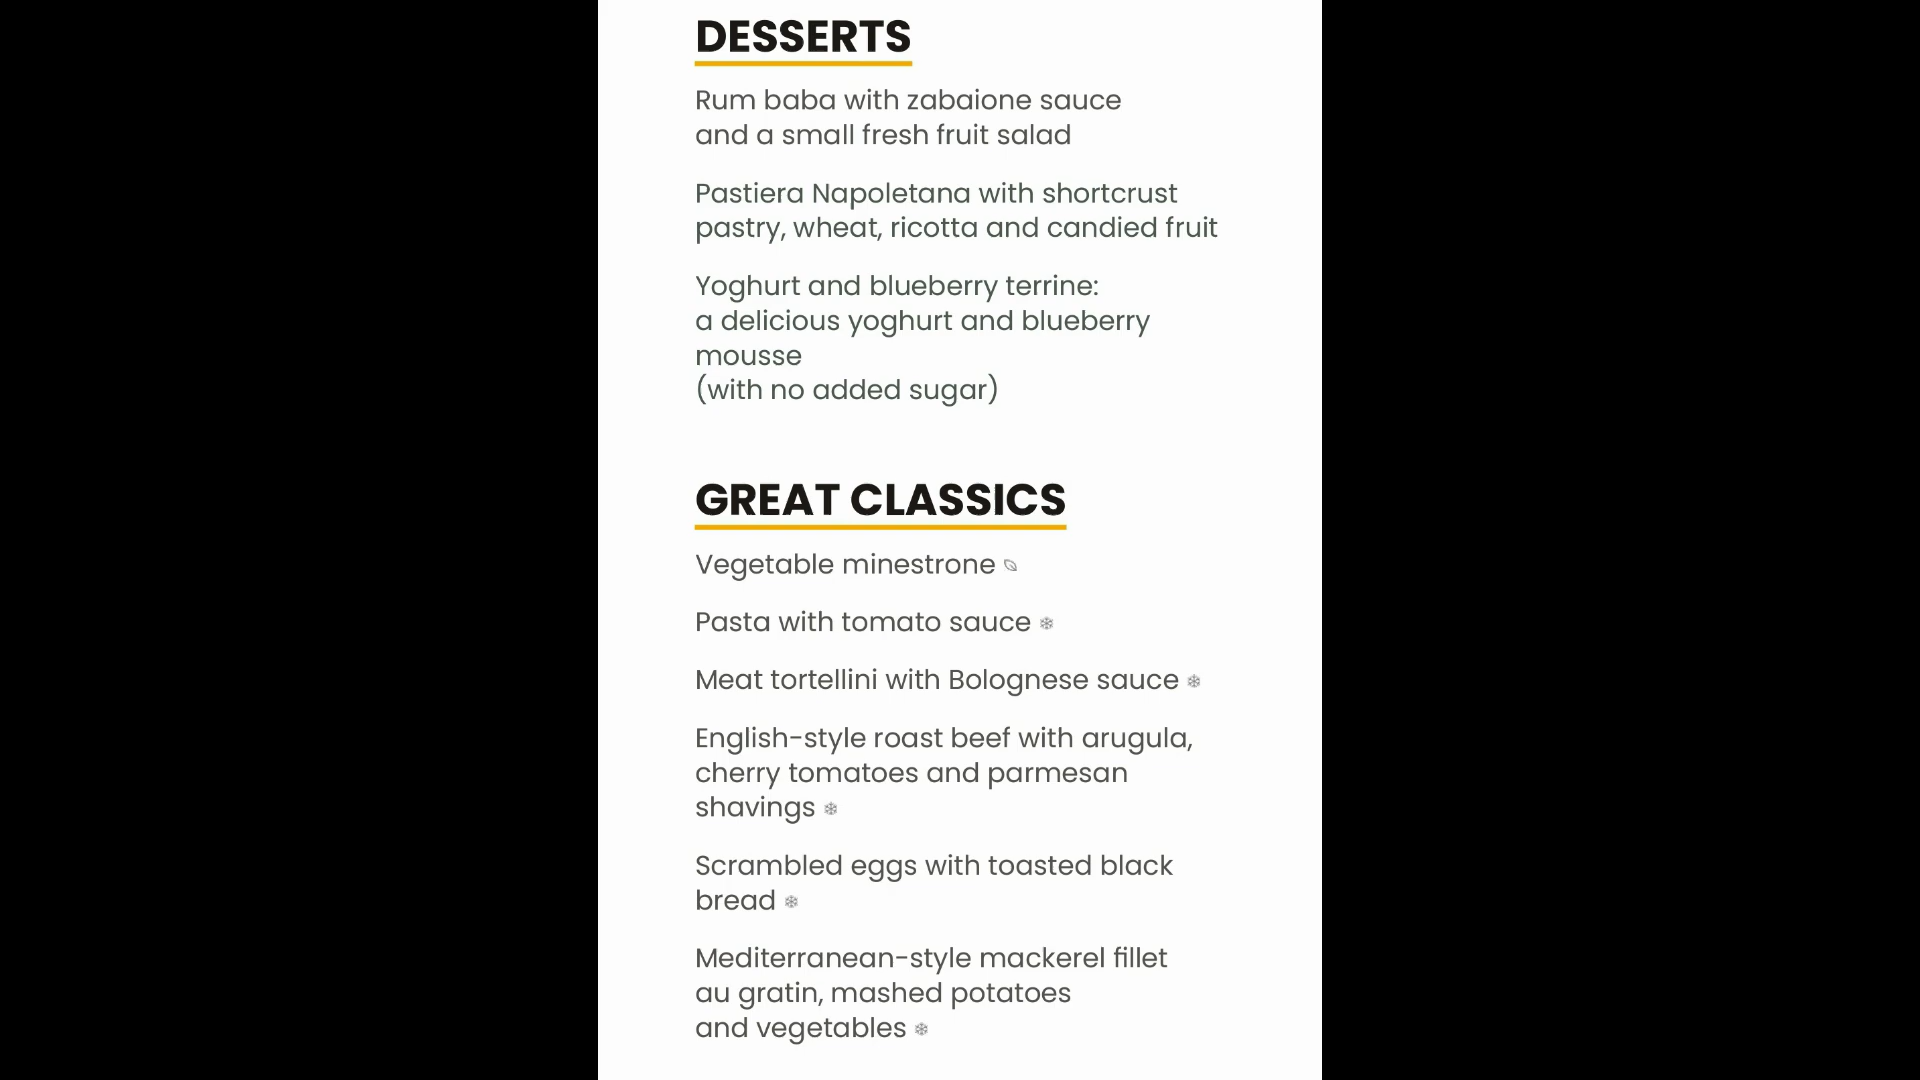 DESSERTS
Rum baba with zabaione sauce
and a small fresh fruit salad
Pastiera Napoletana with shortcrust
pastry, wheat, ricotta and candied fruit
Yoghurt and blueberry terrine:
a delicious yoghurt and blueberry
mousse
(with no added sugar)
GREAT CLASSICS
Vegetable minestrone
Pasta with tomato sauce
Meat tortellini with Bolognese sauce
English-style roast beef with arugula,
cherry tomatoes and parmesan
shavings
Scrambled eggs with toasted black
bread
Mediterranean-style mackerel fillet
au gratin, mashed potatoes
and vegetables